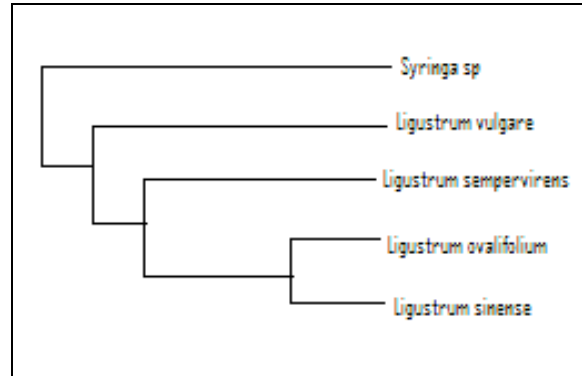 Syringa sp
Ligustrum vulgare
Ligustrum sempervirens
Ligustrum ovalifolium
Ligustrum sinense